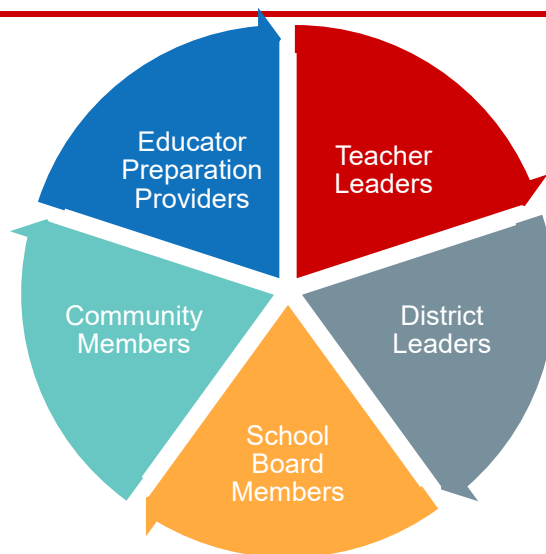 Educator
Preparation
Providers
Teacher
Leaders
Community
Members
District
Leaders
School
Board
Members